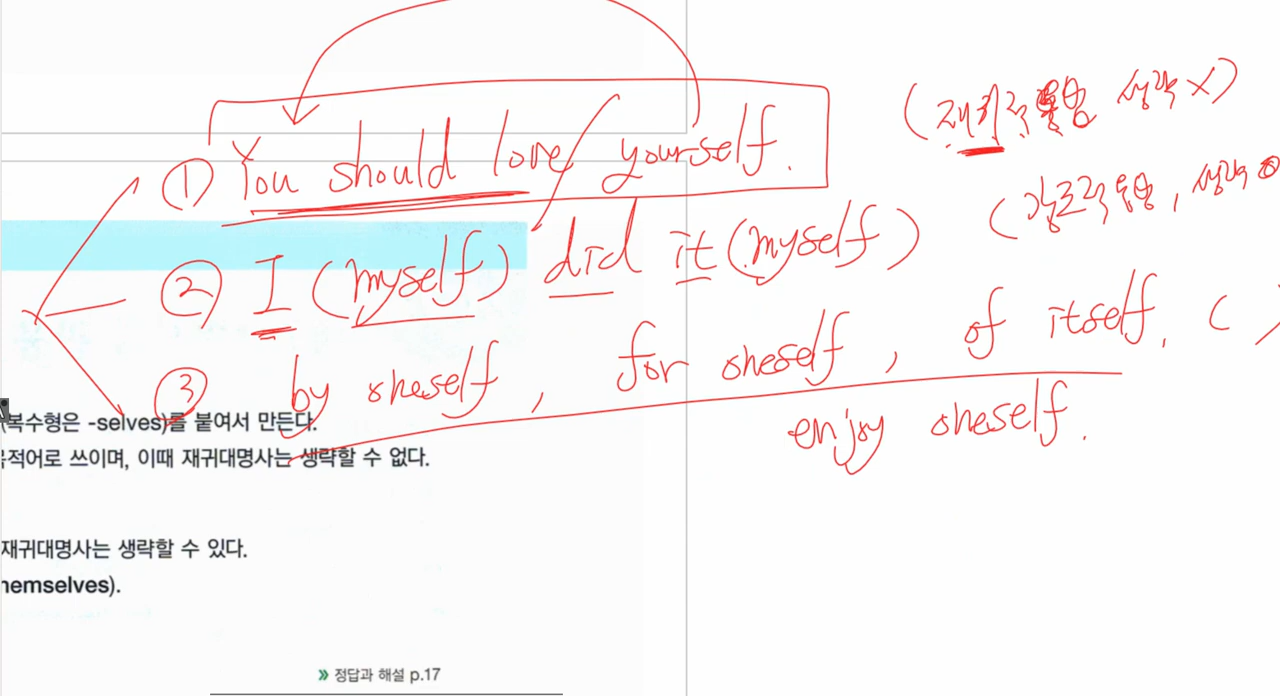 ① You should love yourself. (재귀적용법 생략 X)
② I (myself) did it (myself) (강조적용법, 생략 O
③ by oneself, for oneself, of itself. ( )
enjoy oneself.
(복수형은 -selves)를 붙여서 만든다.
목적어로 쓰이며, 이때 재귀대명사는 생략할 수 없다.
재귀대명사는 생략할 수 있다.
hemselves).
» 정답과 해설 p.17